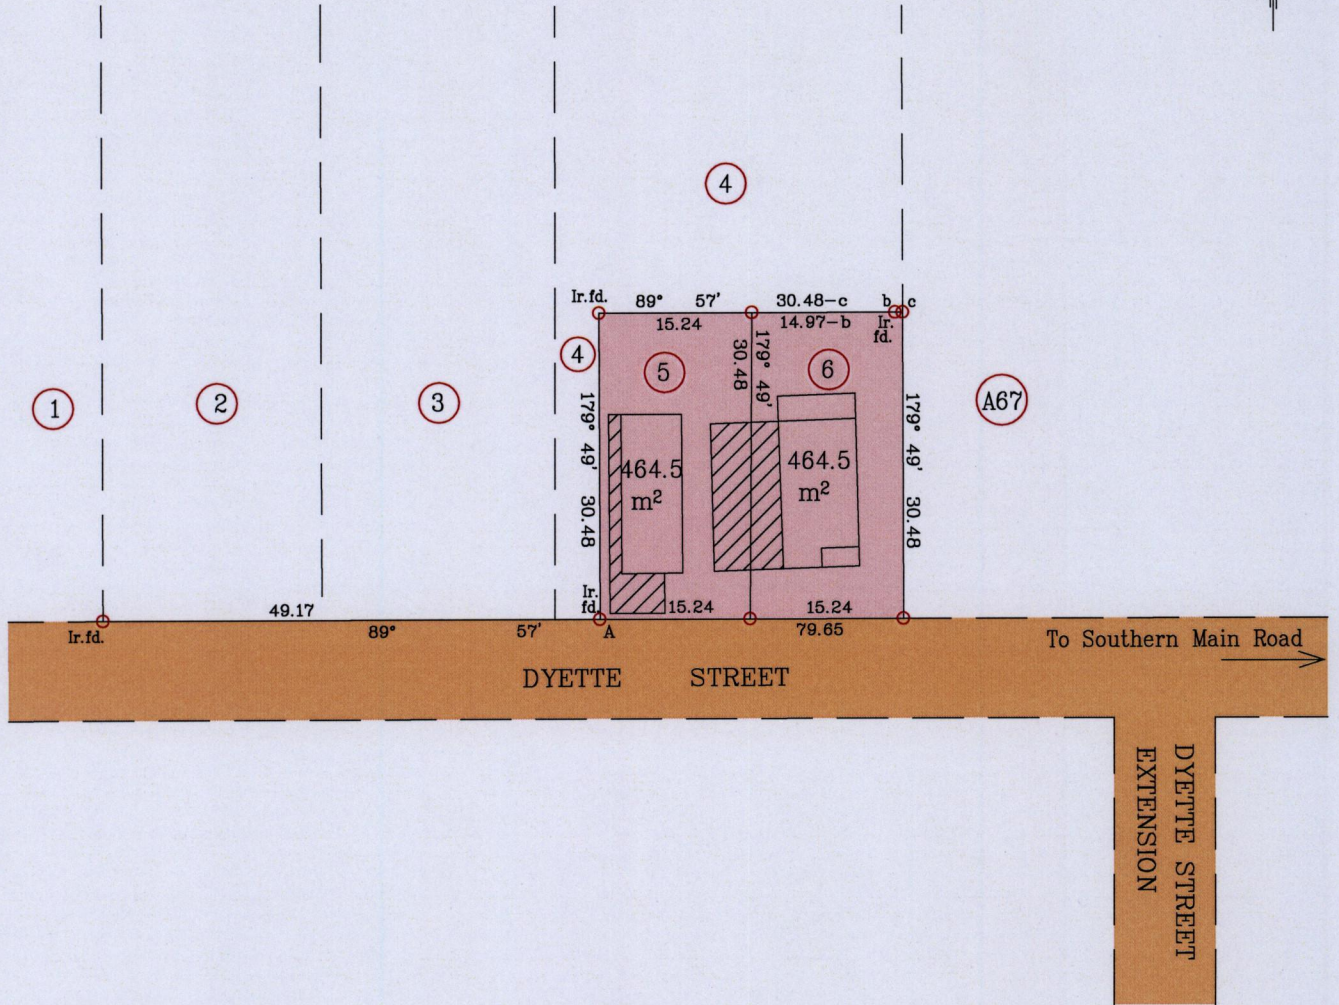 4
Ir.fd.
89° 57'
30.48-c
b
c
15.24
14.97-b
Ir.
fd.
4
5
179° 49'
30.48
6
1
2
3
A67
179° 49' 30.48
464.5
m²
464.5
m²
179° 49' 30.48
Ir.
fd.
15.24
15.24
49.17
Ir.fd.
89° 57'
A
79.65
To Southern Main Road
DYETTE STREET
DYETTE STREET
EXTENSION